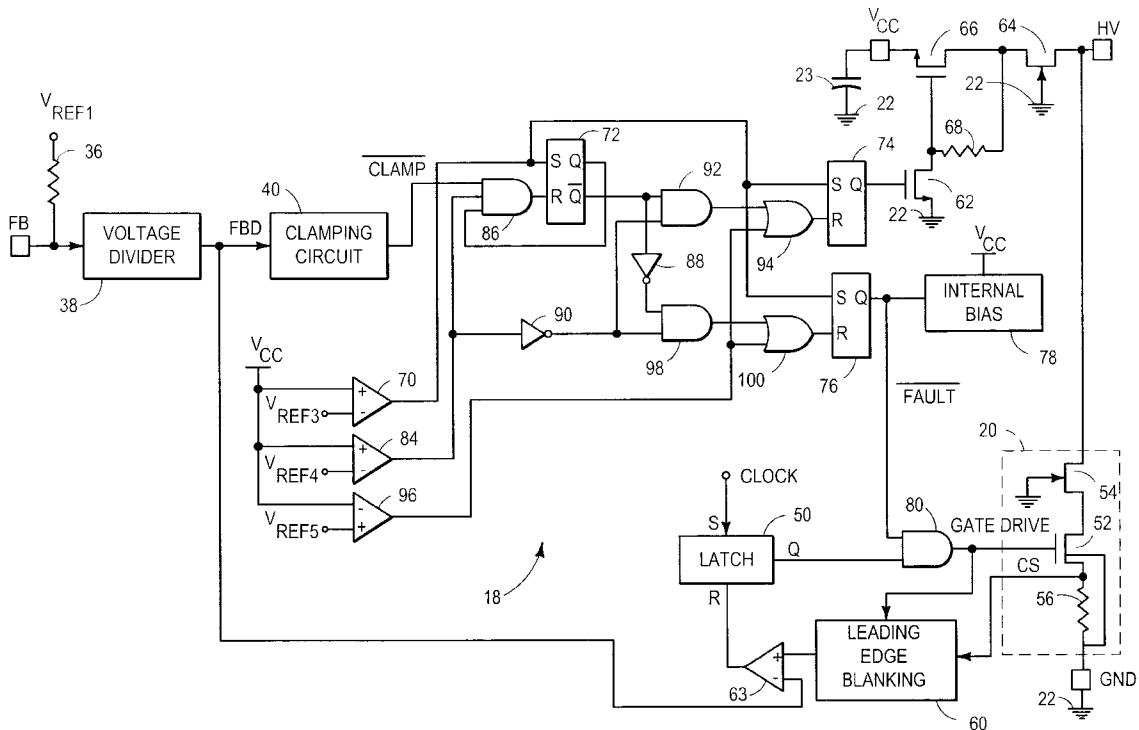 VCC
66
64
HV
23
22
22
68
VREF1
36
72
74
CLAMP
S Q
92
S Q
40
R Q
R
22
62
FB
VOLTAGE
DIVIDER
FBD
CLAMPING
CIRCUIT
86
94
38
88
VCC
S Q
INTERNAL
BIAS
90
R
98
100
76
78
VCC
70
+
-
VREF3
FAULT
84
+
-
VREF4
20
CLOCK
54
96
-
+
VREF5
50
80
GATE DRIVE
52
S
LATCH
Q
CS
18
R
56
LEADING
EDGE
BLANKING
+
-
63
GND
22
60